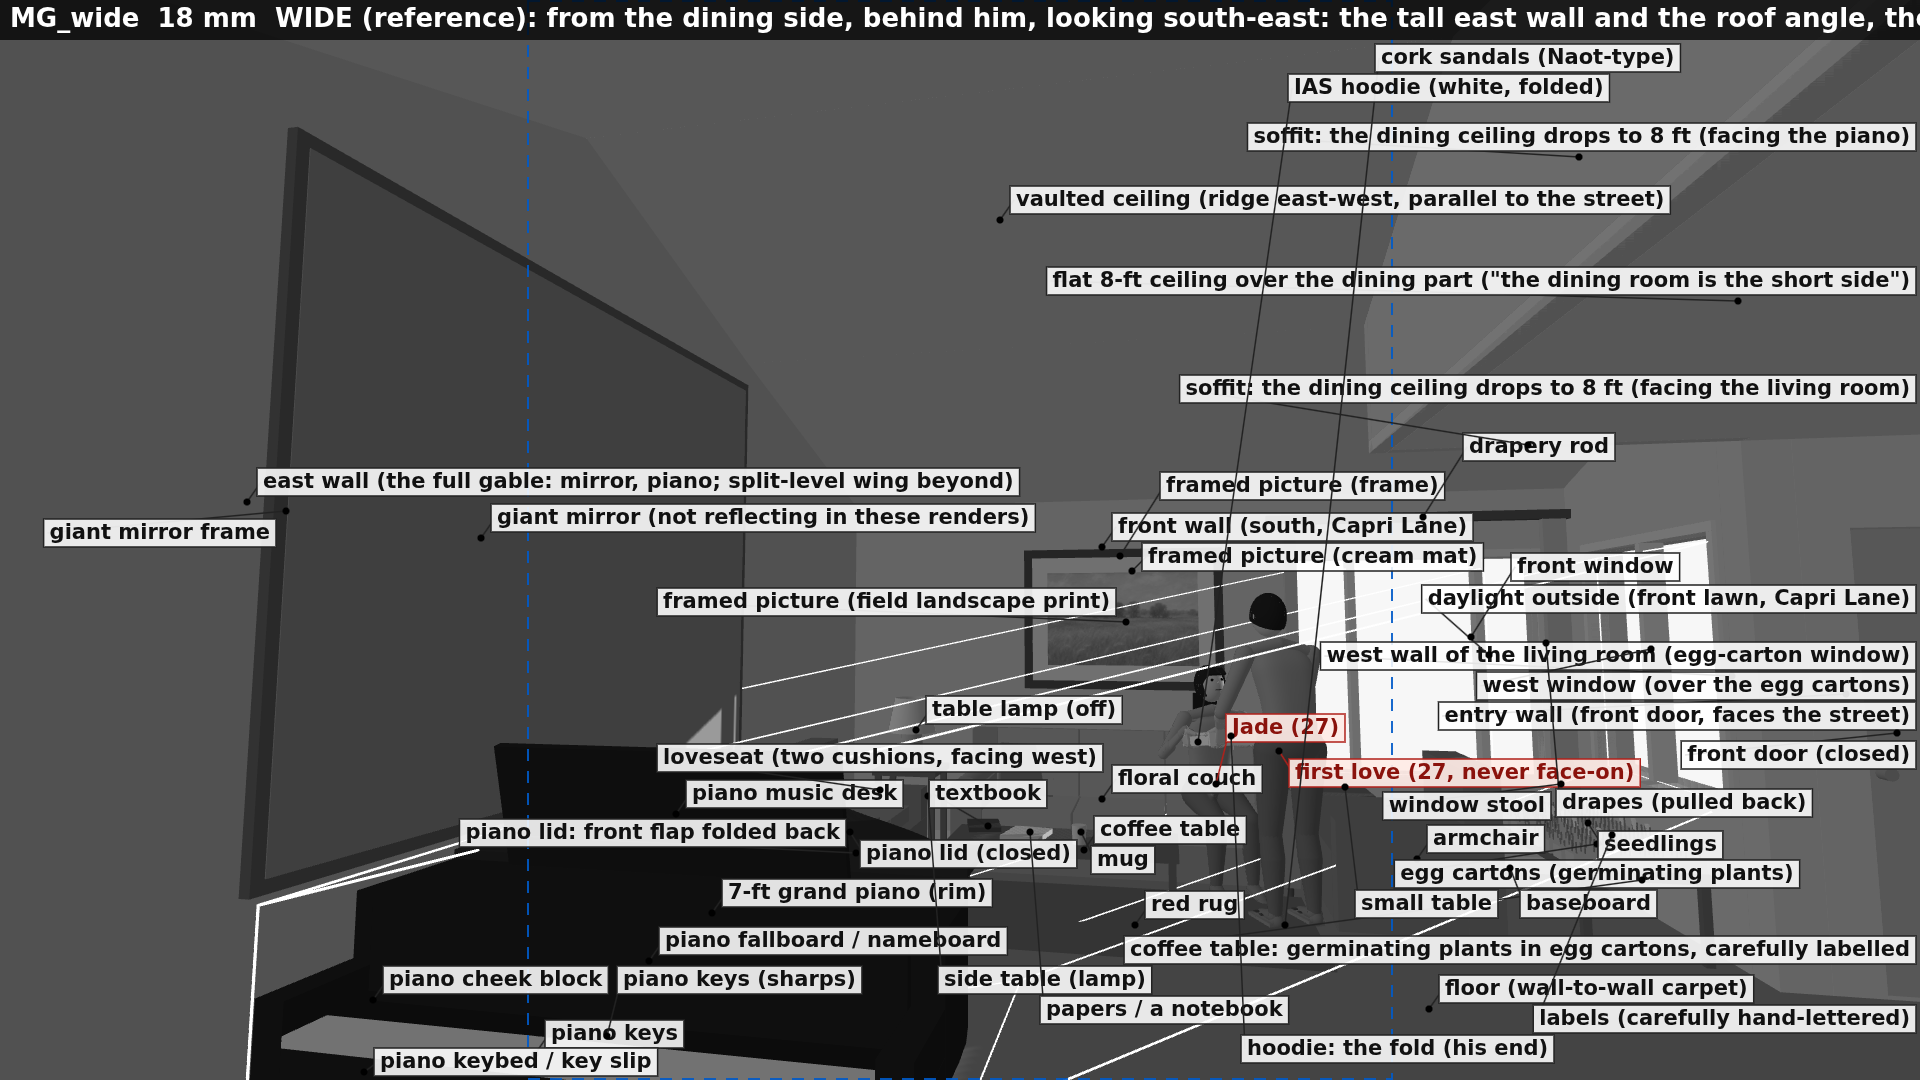 MG_wide 18 mm WIDE (reference): from the dining side, behind him, looking south-east: the tall east wall and the roof angle, the
cork sandals (Naot-type)
IAS hoodie (white, folded)
soffit: the dining ceiling drops to 8 ft (facing the piano)
vaulted ceiling (ridge east-west, parallel to the street)
flat 8-ft ceiling over the dining part ("the dining room is the short side")
soffit: the dining ceiling drops to 8 ft (facing the living room)
drapery rod
east wall (the full gable: mirror, piano; split-level wing beyond)
framed picture (frame)
giant mirror frame
giant mirror (not reflecting in these renders)
front wall (south, Capri Lane)
framed picture (cream mat)
front window
framed picture (field landscape print)
daylight outside (front lawn, Capri Lane)
west wall of the living room (egg-carton window)
west window (over the egg cartons)
table lamp (off)
Jade (27)
entry wall (front door, faces the street)
loveseat (two cushions, facing west)
front door (closed)
floral couch
first love (27, never face-on)
piano music desk
textbook
window stool
drapes (pulled back)
piano lid: front flap folded back
coffee table
armchair
seedlings
piano lid (closed)
mug
egg cartons (germinating plants)
7-ft grand piano (rim)
red rug
small table
baseboard
piano fallboard / nameboard
coffee table: germinating plants in egg cartons, carefully labelled
piano cheek block
piano keys (sharps)
side table (lamp)
floor (wall-to-wall carpet)
papers / a notebook
labels (carefully hand-lettered)
piano keys
hoodie: the fold (his end)
piano keybed / key slip